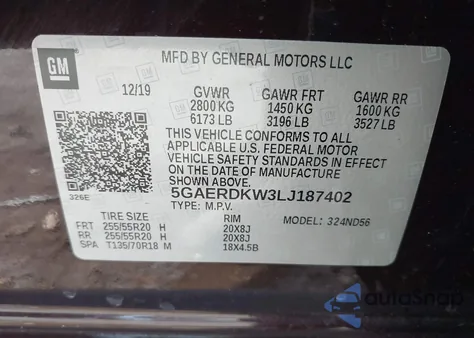 GM
MFD BY GENERAL MOTORS LLC
12/19 GVWR GAWR FRT GAWR RR
2800 KG 1450 KG 1600 KG
6173 LB 3196 LB 3527 LB
THIS VEHICLE CONFORMS TO ALL
APPLICABLE U.S. FEDERAL MOTOR
VEHICLE SAFETY STANDARDS IN EFFECT
ON THE DATE OF MANUFACTURE
SHOWN ABOVE.
326E 5GAERDKW3LJ187402
TYPE: M.P.V. MODEL: 324ND56
TIRE SIZE RIM
FRT 255/55R20 H 20X8J
RR 255/55R20 H 20X8J
SPA T135/70R18 M 18X4.5B
autoSnap